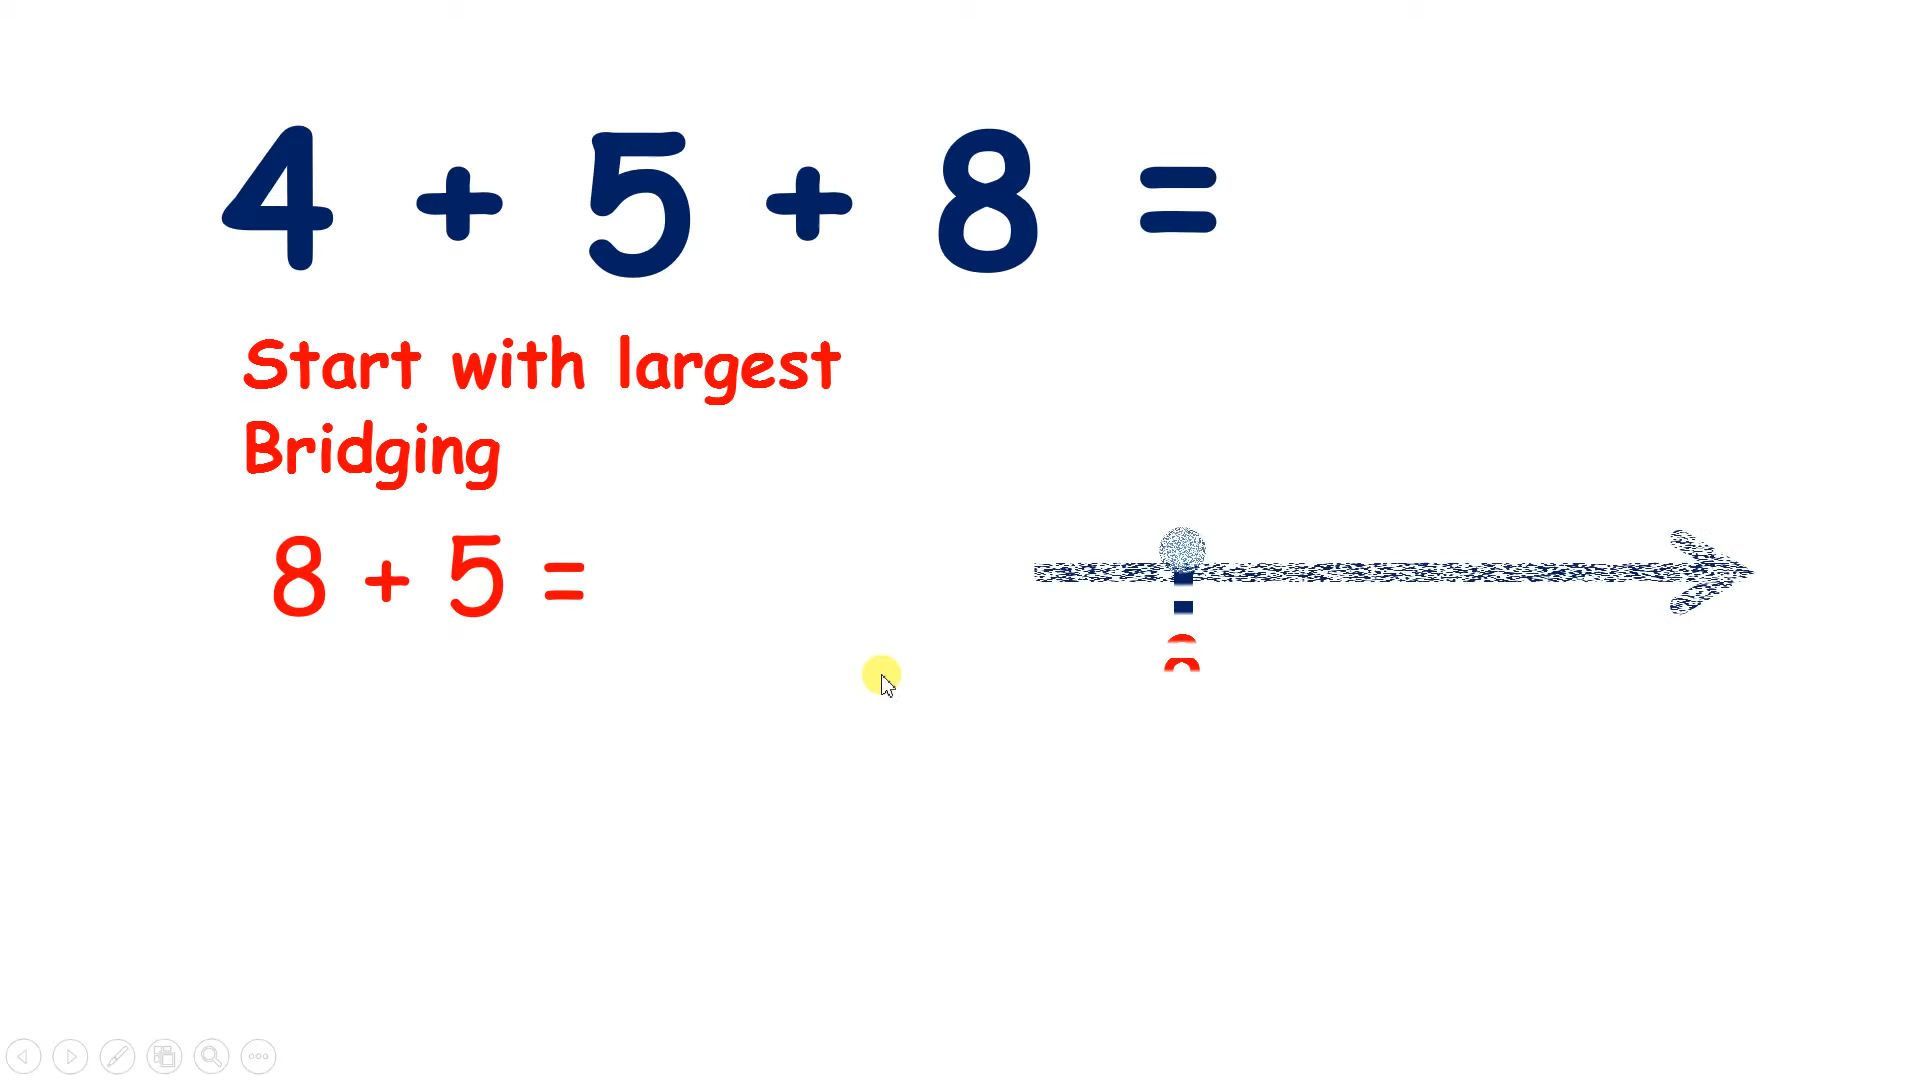 4 + 5 + 8 =
Start with largest
Bridging
8 + 5 =